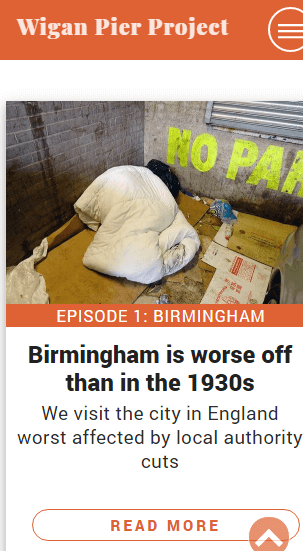 Wigan Pier Project
NO PA
EPISODE 1: BIRMINGHAM
Birmingham is worse off
than in the 1930s
We visit the city in England
worst affected by local authority
cuts
READ MORE